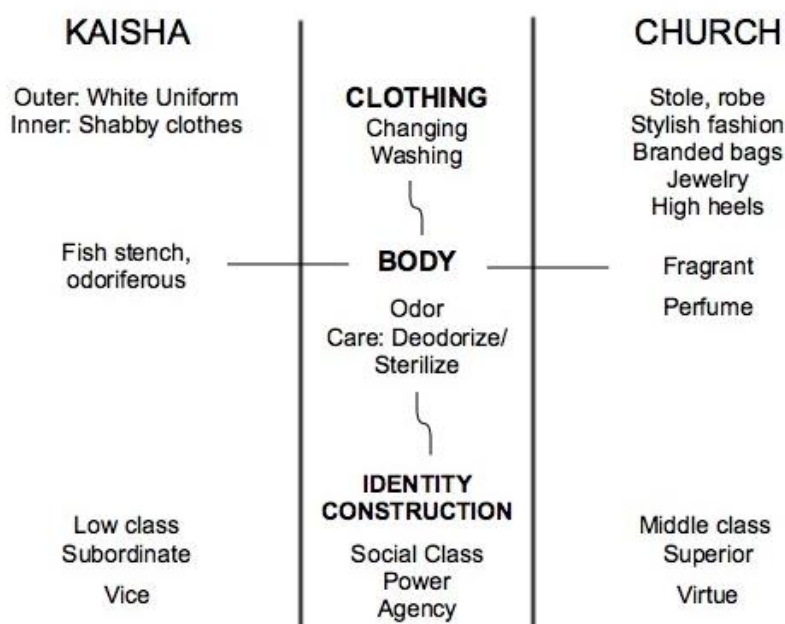 KAISHA
Outer: White Uniform
Inner: Shabby clothes
Fish stench,
odoriferous
Low class
Subordinate
Vice
CLOTHING
Changing
Washing
BODY
Odor
Care: Deodorize/
Sterilize
IDENTITY
CONSTRUCTION
Social Class
Power
Agency
CHURCH
Stole, robe
Stylish fashion
Branded bags
Jewelry
High heels
Fragrant
Perfume
Middle class
Superior
Virtue